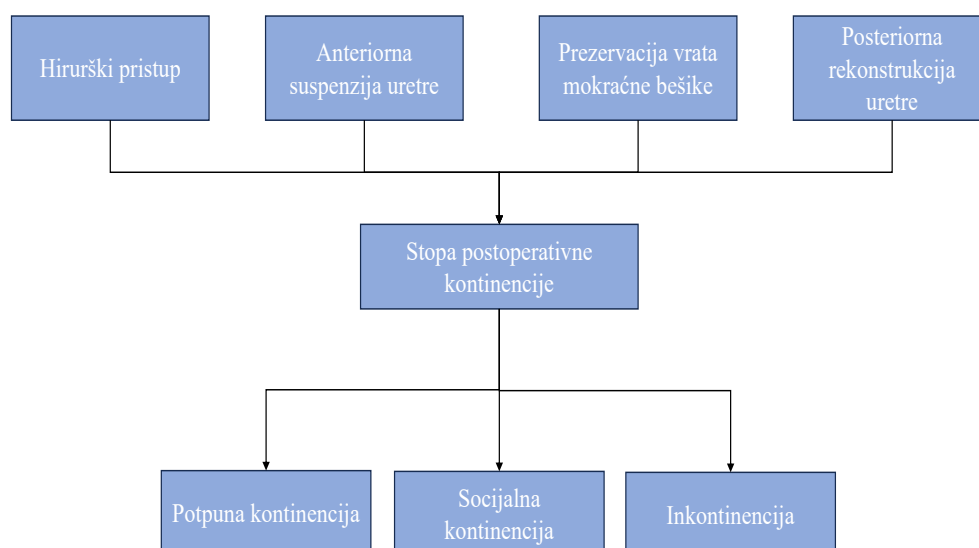 Hirurški pristup
Anteriorna
suspenzija uretre
Prezervacija vrata
mokraćne bešike
Posteriorna
rekonstrukcija
uretre
Stopa postoperativne
kontinencije
Potpuna kontinencija
Socijalna
kontinencija
Inkontinencija